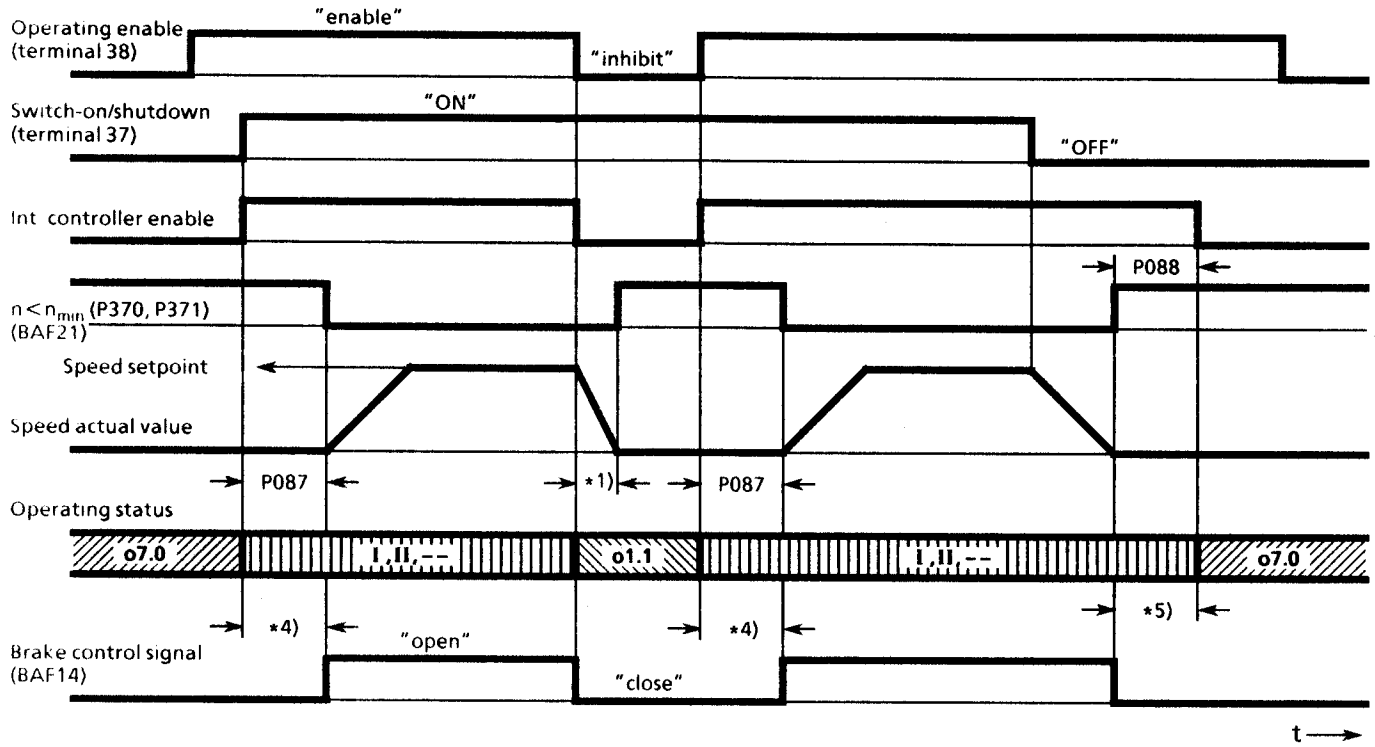 Operating enable
(terminal 38)
"enable"
"inhibit"
Switch-on/shutdown
(terminal 37)
"ON"
"OFF"
Int controller enable
P088
n<nmin (P370, P371)
(BAF21)
Speed setpoint
Speed actual value
P087
*1)
P087
Operating status
o7.0
I,II,--
o1.1
I,II,--
o7.0
*4)
*4)
*5)
Brake control signal
(BAF14)
"open"
"close"
t